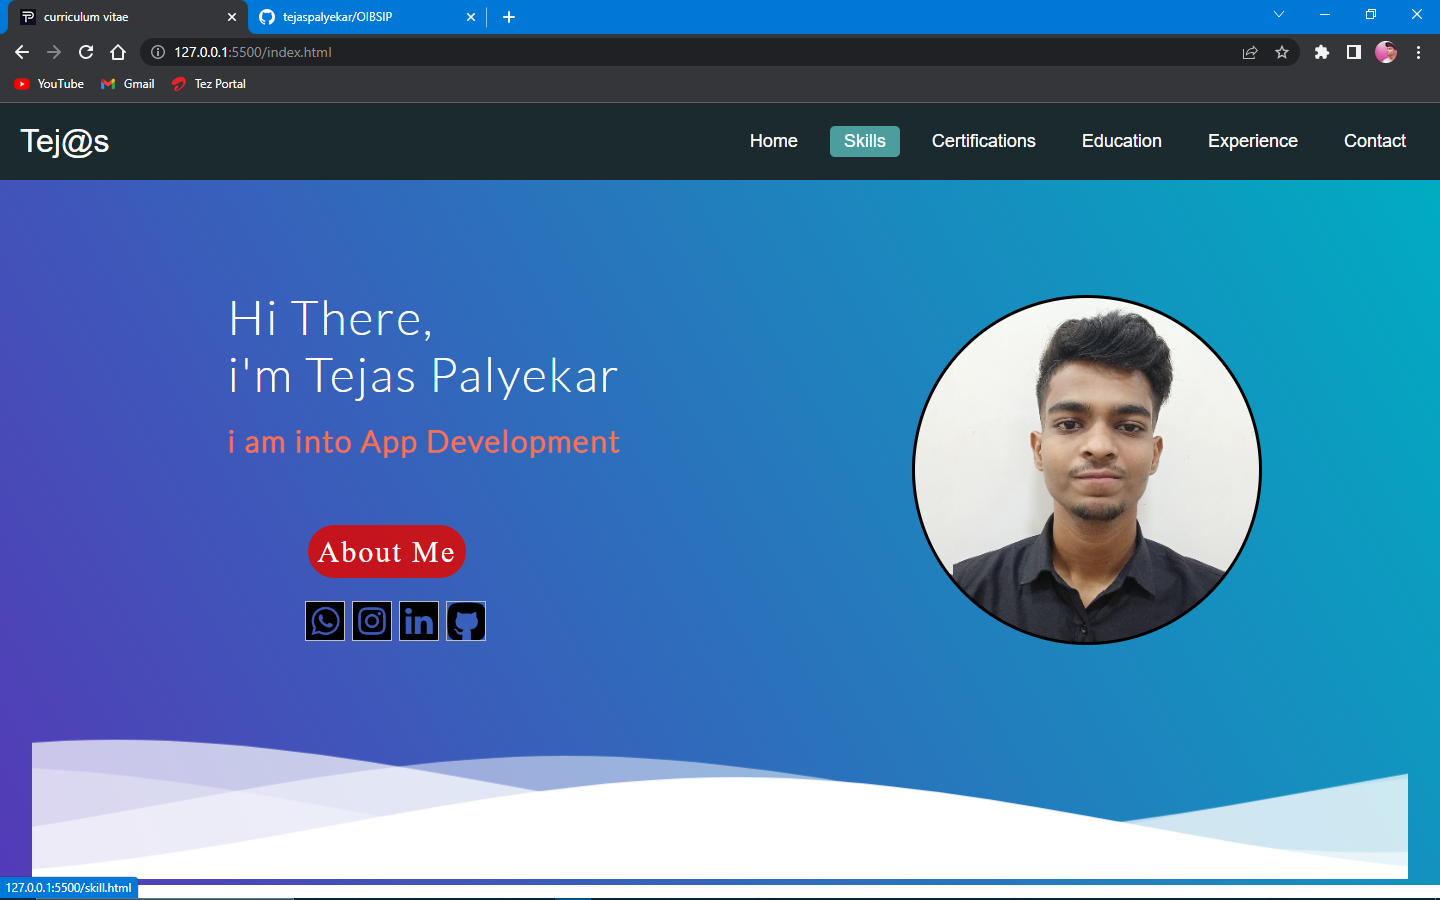 curriculum vitae
tejaspalyekar/OIBSIP
127.0.0.1:5500/index.html
YouTube Gmail Tez Portal
Tej@s
Home Skills Certifications Education Experience Contact
Hi There,
i'm Tejas Palyekar
i am into App Development
About Me
in
127.0.0.1:5500/skill.html